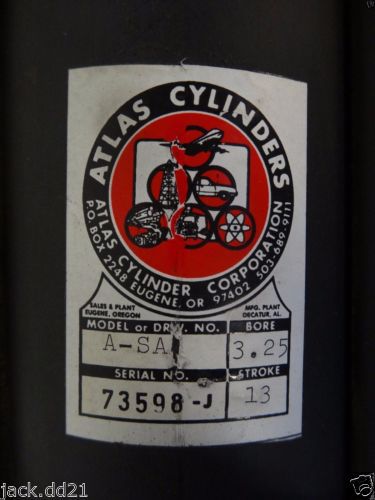 ATLAS CYLINDERS
ATLAS CYLINDER CORPORATION
P.O. BOX 2248 EUGENE, OR 97402 503-689-9111
SALES & PLANT
EUGENE, OREGON
MFG. PLANT
DECATUR, AL.
MODEL or DRW. NO.
BORE
A-SA
3.25
SERIAL NO.
STROKE
73598-J
13
jack.dd21